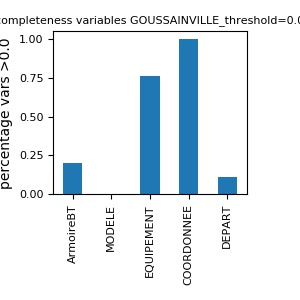 completeness variables GOUSSAINVILLE_threshold=0.0
percentage vars >0.0
1.00
0.75
0.50
0.25
0.00
ArmoireBT
MODELE
EQUIPEMENT
COORDONNEE
DEPART